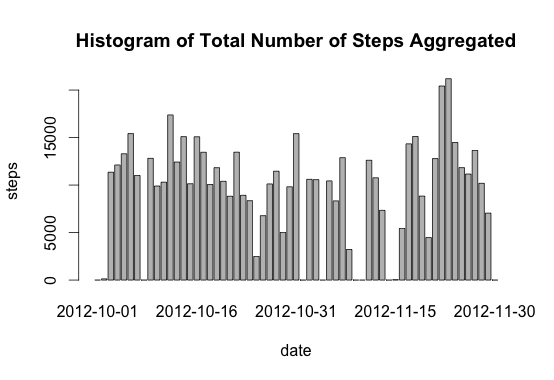 Histogram of Total Number of Steps Aggregated
steps
15000
5000
0
2012-10-01 2012-10-16 2012-10-31 2012-11-15 2012-11-30
date